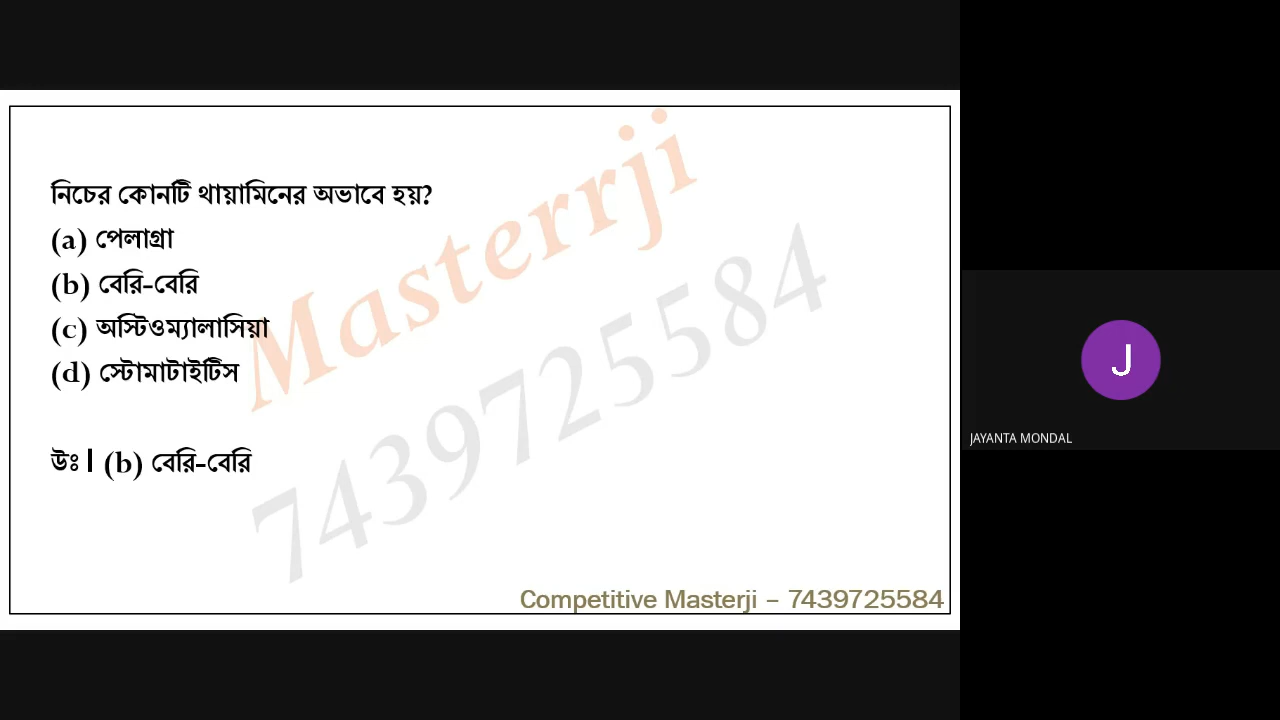 নিচের কোনটি থায়ামিনের অভাবে হয়?
(a) পেলাগ্রা
(b) বেরি-বেরি
(c) অস্টিওম্যালাসিয়া
(d) স্টোমাটাইটিস
উঃ। (b) বেরি-বেরি
Masterrji
7439725584
Competitive Masterji – 7439725584
J
JAYANTA MONDAL